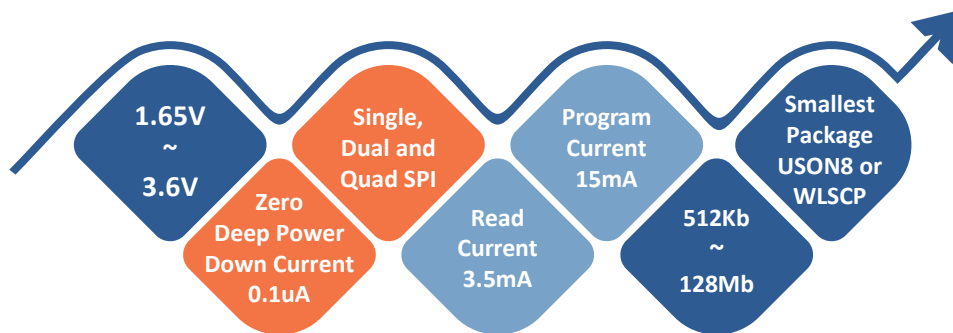 1.65V
~
3.6V
Zero
Deep Power
Down Current
0.1uA
Single,
Dual and
Quad SPI
Read
Current
3.5mA
Program
Current
15mA
512Kb
~
128Mb
Smallest
Package
USON8 or
WLSCP